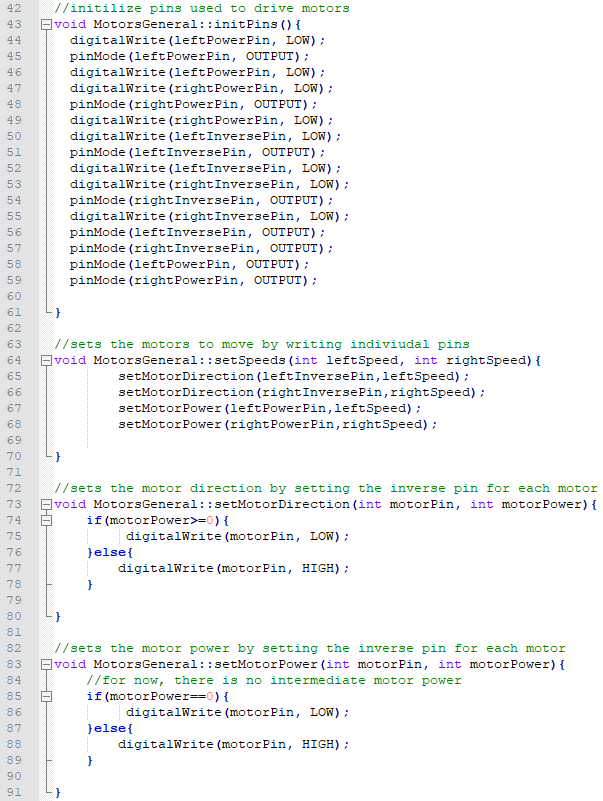 42 //initilize pins used to drive motors
43 void MotorsGeneral::initPins(){
44 digitalWrite(leftPowerPin, LOW);
45 pinMode(leftPowerPin, OUTPUT);
46 digitalWrite(leftPowerPin, LOW);
47 digitalWrite(rightPowerPin, LOW);
48 pinMode(rightPowerPin, OUTPUT);
49 digitalWrite(rightPowerPin, LOW);
50 digitalWrite(leftInversePin, LOW);
51 pinMode(leftInversePin, OUTPUT);
52 digitalWrite(leftInversePin, LOW);
53 digitalWrite(rightInversePin, LOW);
54 pinMode(rightInversePin, OUTPUT);
55 digitalWrite(rightInversePin, LOW);
56 pinMode(leftInversePin, OUTPUT);
57 pinMode(rightInversePin, OUTPUT);
58 pinMode(leftPowerPin, OUTPUT);
59 pinMode(rightPowerPin, OUTPUT);
60
61 }
62
63 //sets the motors to move by writing indiviudal pins
64 void MotorsGeneral::setSpeeds(int leftSpeed, int rightSpeed){
65 setMotorDirection(leftInversePin,leftSpeed);
66 setMotorDirection(rightInversePin,rightSpeed);
67 setMotorPower(leftPowerPin,leftSpeed);
68 setMotorPower(rightPowerPin,rightSpeed);
69
70 }
71
72 //sets the motor direction by setting the inverse pin for each motor
73 void MotorsGeneral::setMotorDirection(int motorPin, int motorPower){
74 if(motorPower>=0){
75 digitalWrite(motorPin, LOW);
76 }else{
77 digitalWrite(motorPin, HIGH);
78 }
79
80 }
81
82 //sets the motor power by setting the inverse pin for each motor
83 void MotorsGeneral::setMotorPower(int motorPin, int motorPower){
84 //for now, there is no intermediate motor power
85 if(motorPower==0){
86 digitalWrite(motorPin, LOW);
87 }else{
88 digitalWrite(motorPin, HIGH);
89 }
90
91 }